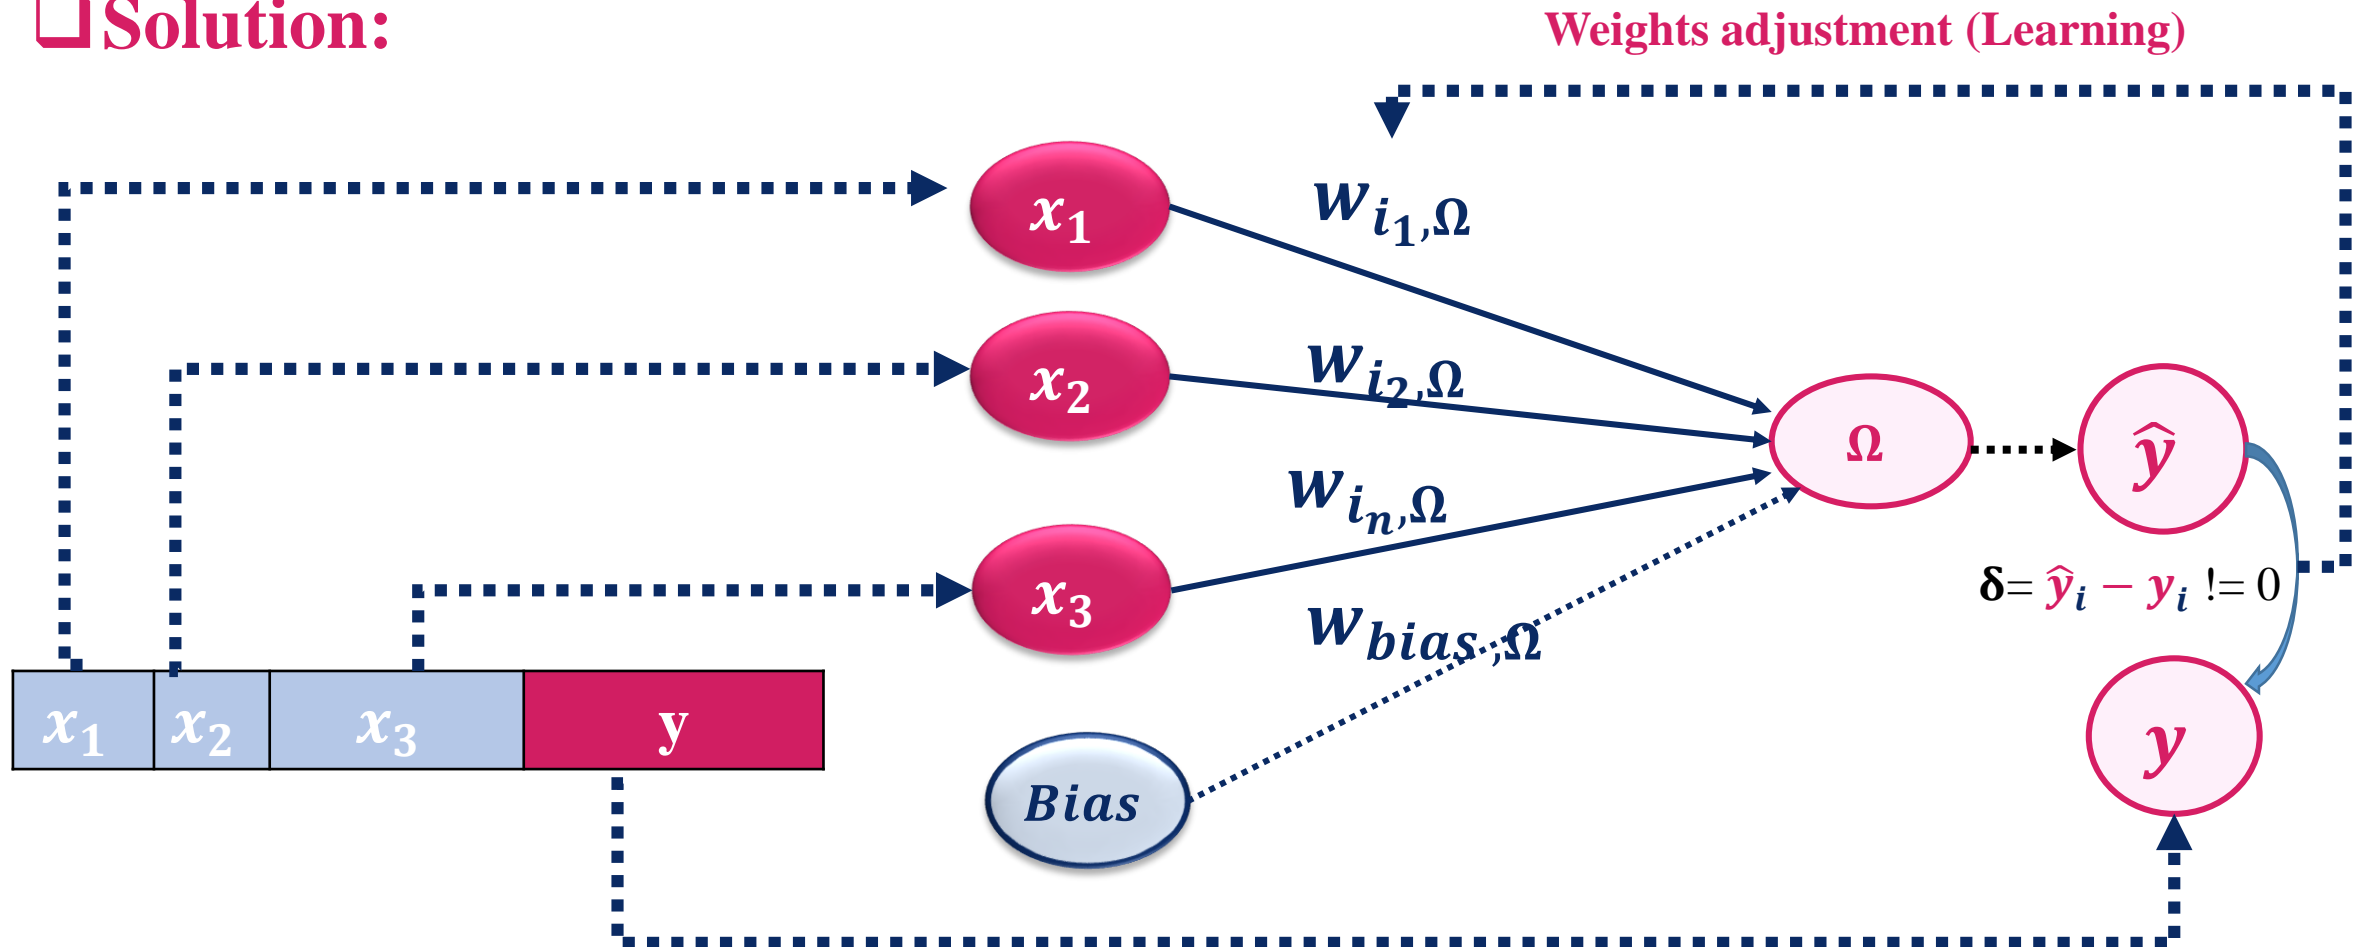 ❑Solution:
Weights adjustment (Learning)
x₁
w_{i₁,Ω}
x₂
w_{i₂,Ω}
Ω
ŷ
w_{iₙ,Ω}
x₃
δ= ŷᵢ − yᵢ != 0
w_{bias,Ω}
x₁ x₂ x₃ y
y
Bias